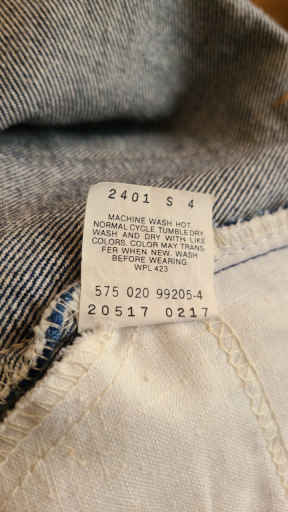 2401 S 4
MACHINE WASH HOT
NORMAL CYCLE TUMBLE DRY
WASH AND DRY WITH LIKE
COLORS. COLOR MAY TRANS
FER WHEN NEW. WASH
BEFORE WEARING.
WPL 423
575 020 99205-4
20517 0217